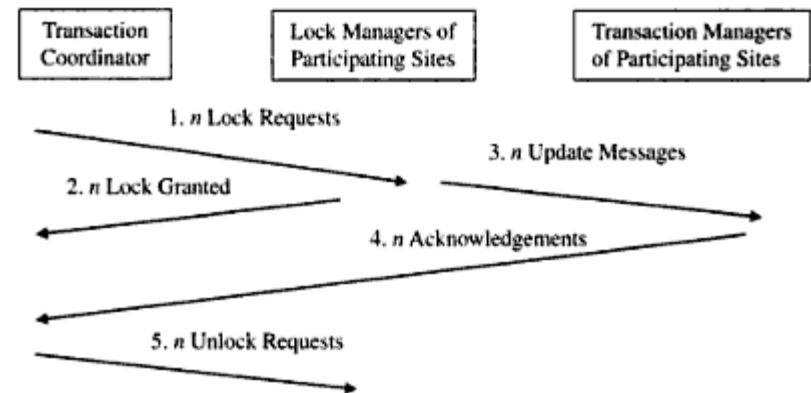 Transaction
Coordinator
Lock Managers of
Participating Sites
Transaction Managers
of Participating Sites
1. n Lock Requests
3. n Update Messages
2. n Lock Granted
4. n Acknowledgements
5. n Unlock Requests